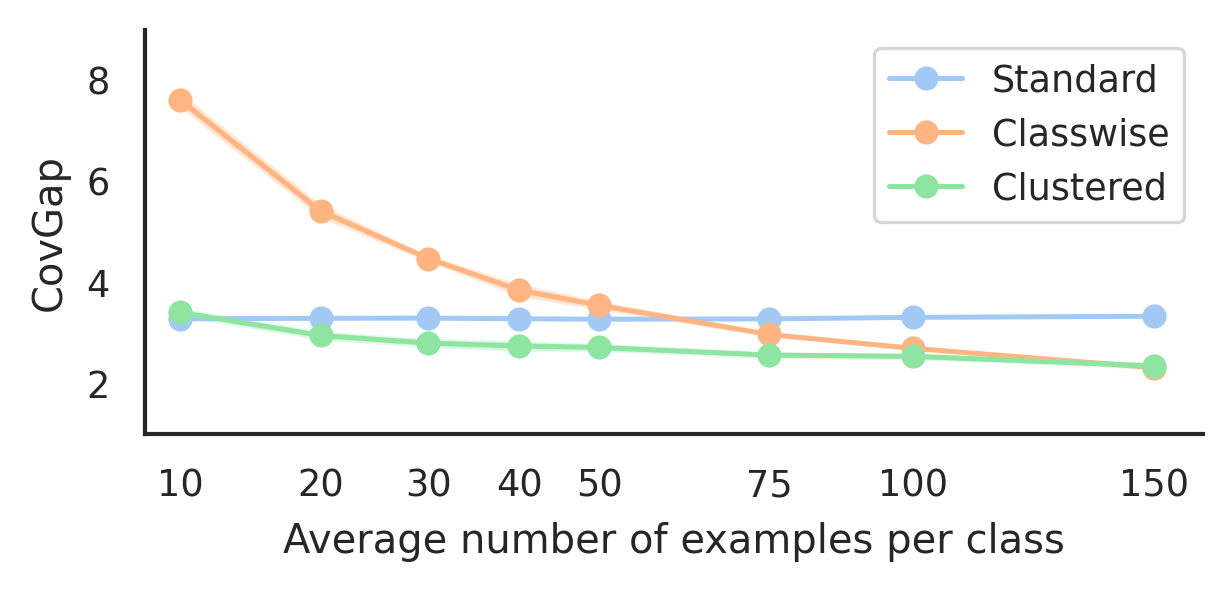 CovGap
8
6
4
2
Standard
Classwise
Clustered
10 20 30 40 50 75 100 150
Average number of examples per class